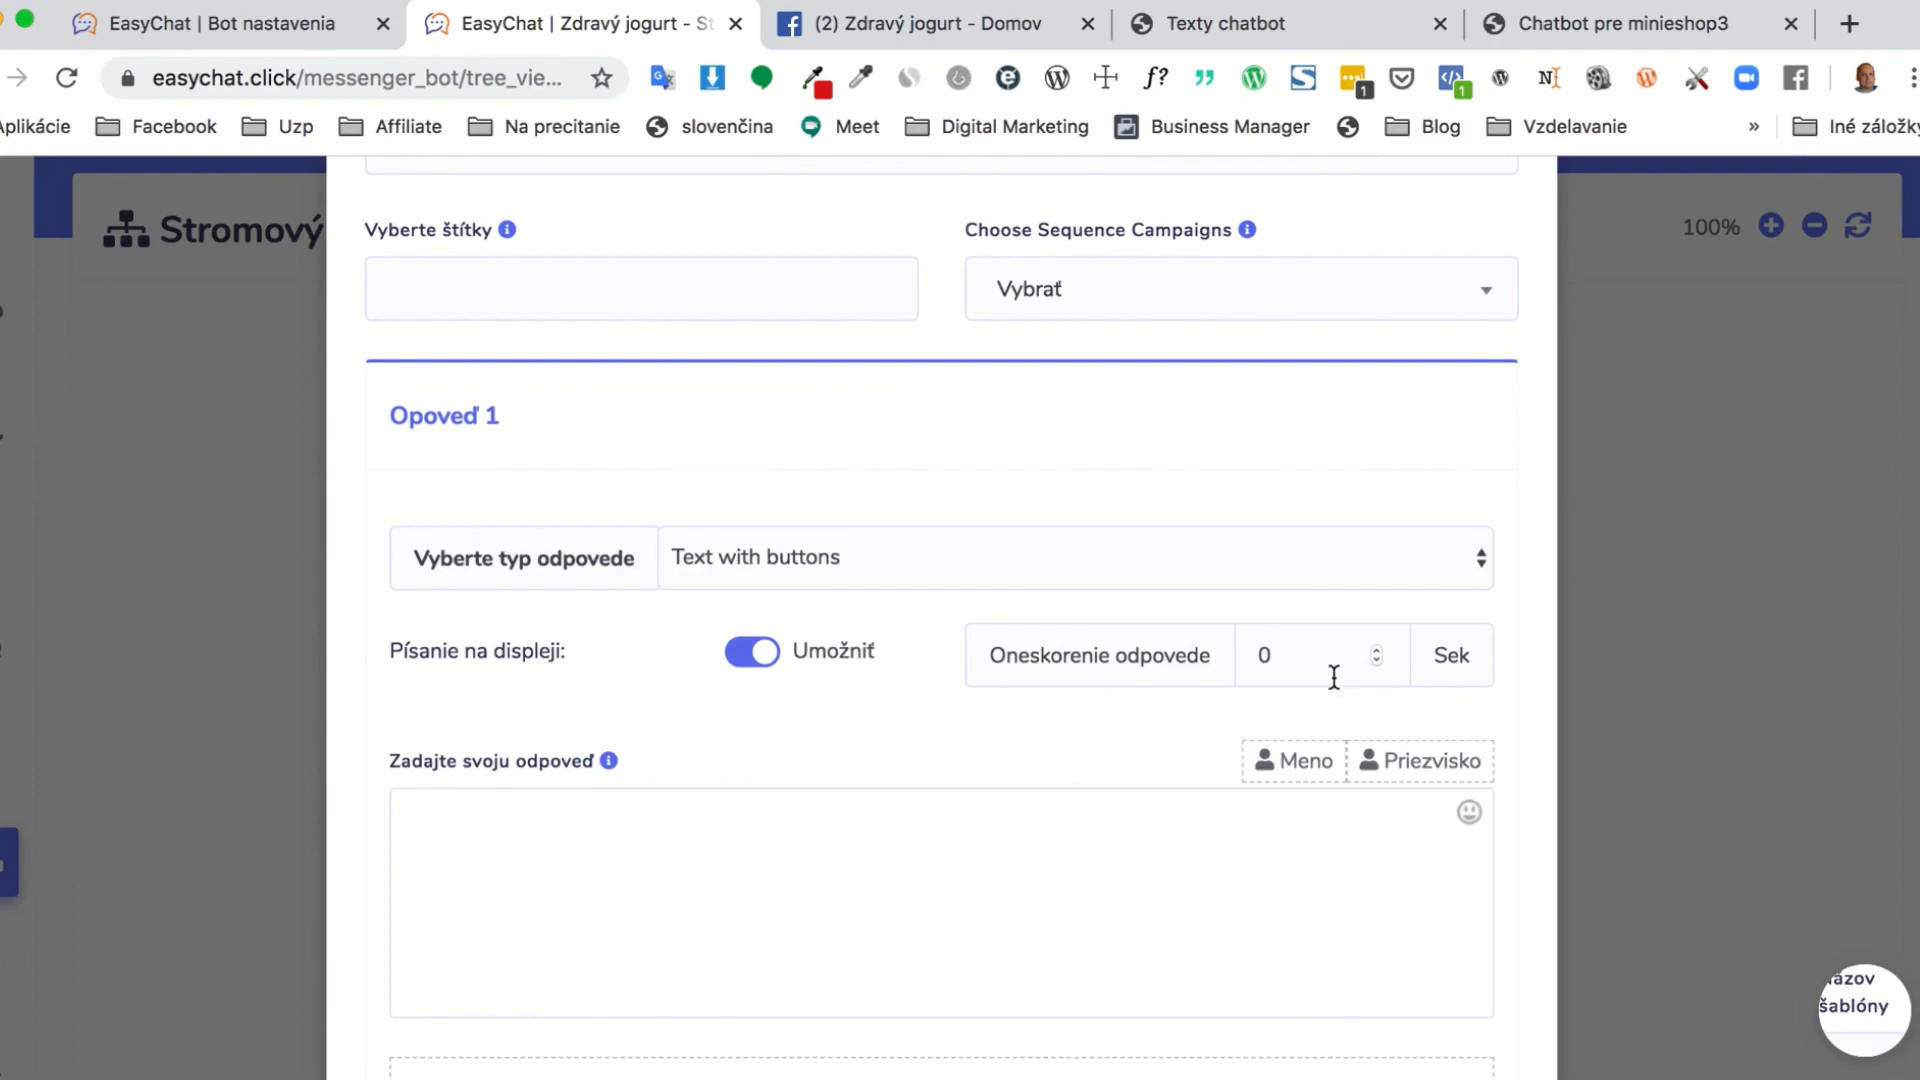 EasyChat | Bot nastavenia
EasyChat | Zdravý jogurt - St
(2) Zdravý jogurt - Domov
Texty chatbot
Chatbot pre minieshop3
easychat.click/messenger_bot/tree_vie...
plikácie
Facebook
Uzp
Affiliate
Na precitanie
slovenčina
Meet
Digital Marketing
Business Manager
Blog
Vzdelavanie
»
Iné záložky
Stromový
100%
Vyberte štítky
Choose Sequence Campaigns
Vybrať
Opoveď 1
Vyberte typ odpovede
Text with buttons
Písanie na displeji:
Umožniť
Oneskorenie odpovede
0
Sek
Zadajte svoju odpoveď
Meno
Priezvisko
ázov
šablóny